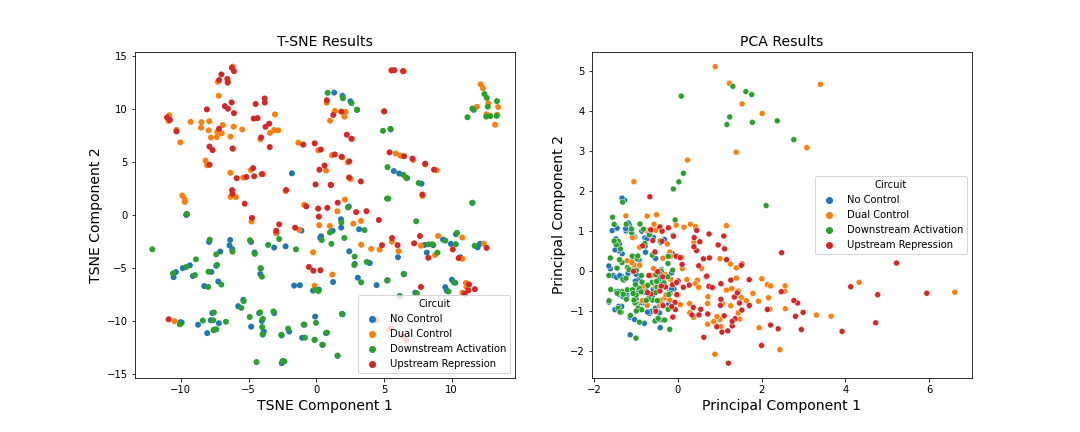 T-SNE Results
15
10
5
0
−5
−10
−15
TSNE Component 2
−10
−5
0
5
10
TSNE Component 1
Circuit
No Control
Dual Control
Downstream Activation
Upstream Repression
PCA Results
5
4
3
2
1
0
−1
−2
Principal Component 2
−2
0
2
4
6
Principal Component 1
Circuit
No Control
Dual Control
Downstream Activation
Upstream Repression